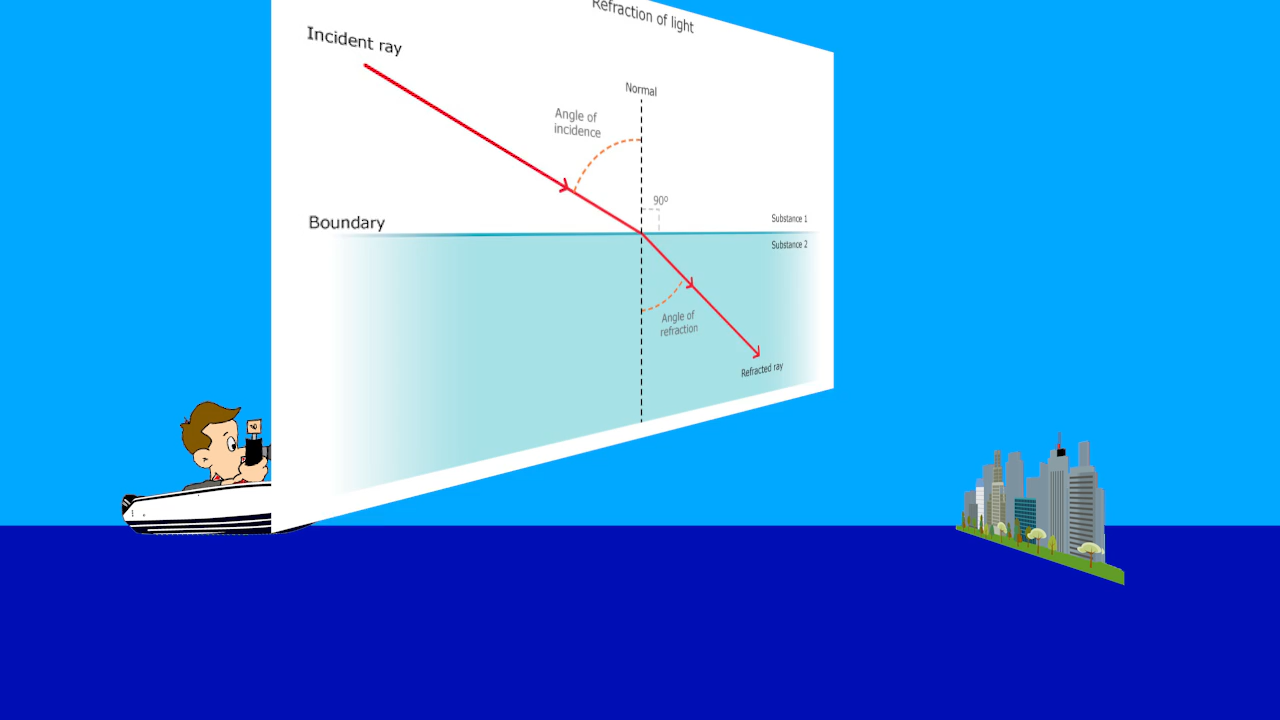 Refraction of light
Incident ray
Normal
Angle of
incidence
90º
Boundary
Substance 1
Substance 2
Angle of
refraction
Refracted ray